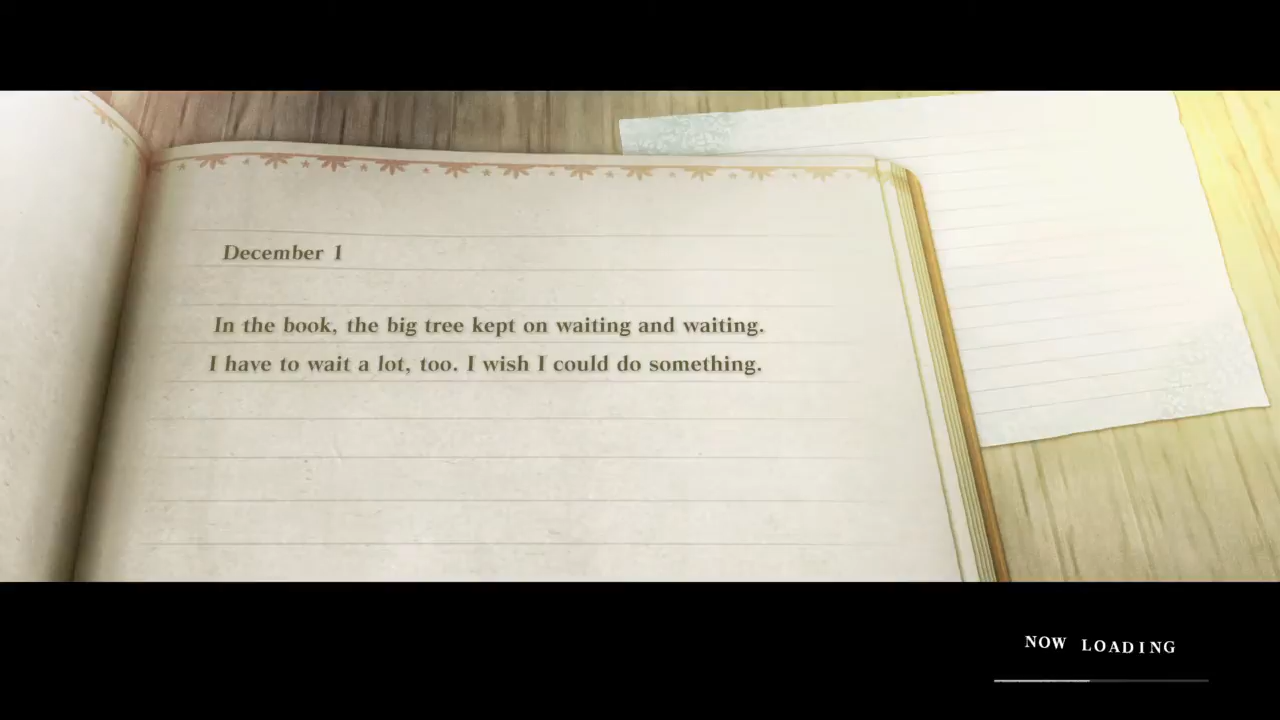 December 1
In the book, the big tree kept on waiting and waiting.
I have to wait a lot, too. I wish I could do something.
NOW LOADING